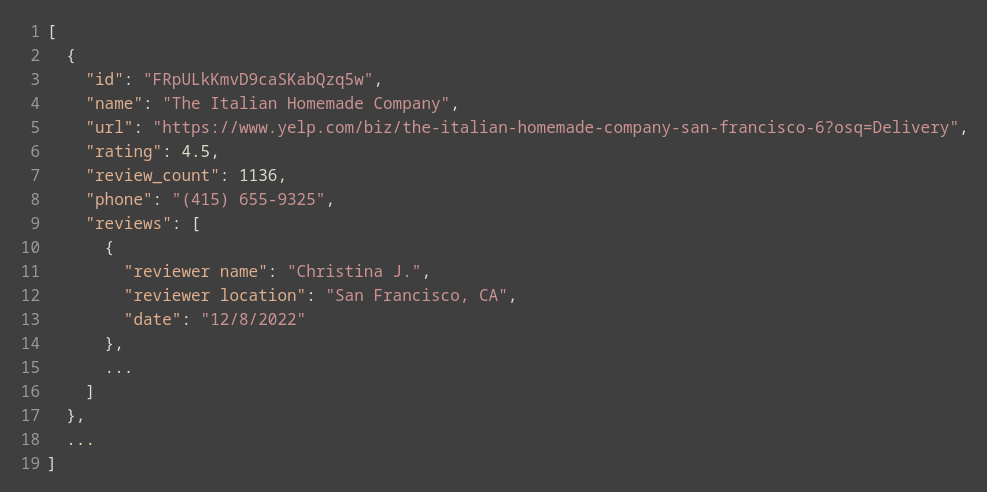 1 [
2   {
3     "id": "FRpULkKmvD9caSKabQzq5w",
4     "name": "The Italian Homemade Company",
5     "url": "https://www.yelp.com/biz/the-italian-homemade-company-san-francisco-6?osq=Delivery",
6     "rating": 4.5,
7     "review_count": 1136,
8     "phone": "(415) 655-9325",
9     "reviews": [
10       {
11         "reviewer name": "Christina J.",
12         "reviewer location": "San Francisco, CA",
13         "date": "12/8/2022"
14       },
15       ...
16     ]
17   },
18   ...
19 ]